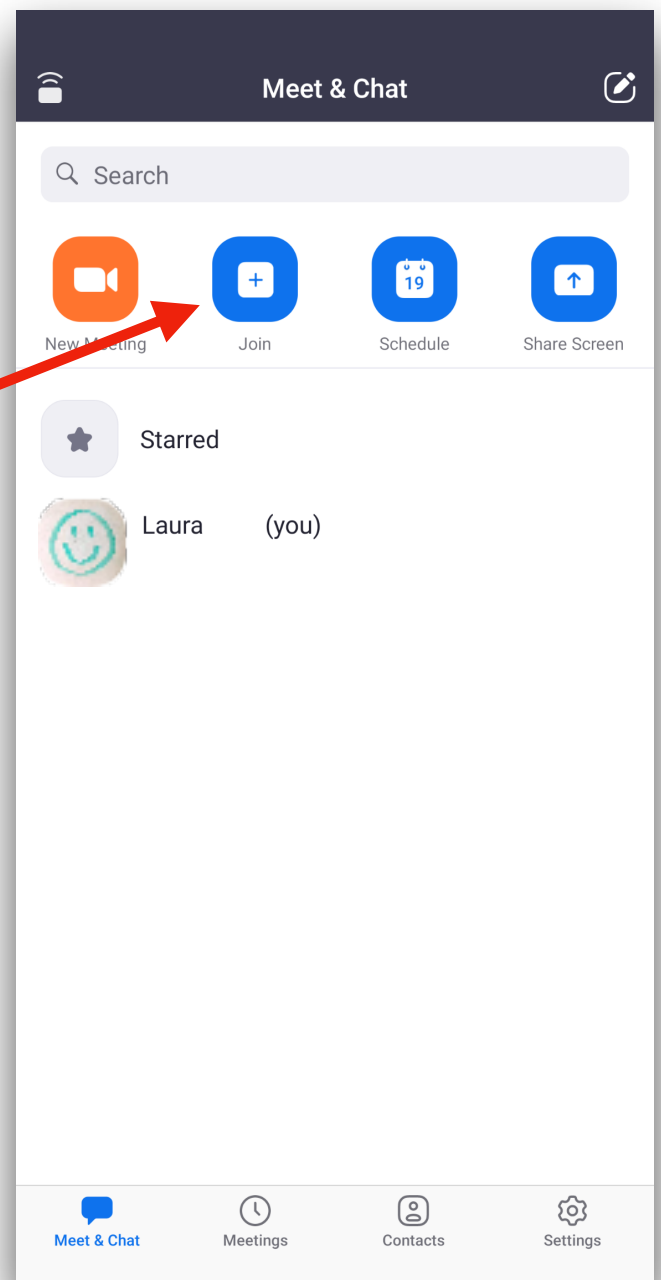 Meet & Chat
Search
19
New Meeting Join Schedule Share Screen
Starred
Laura (you)
Meet & Chat Meetings Contacts Settings